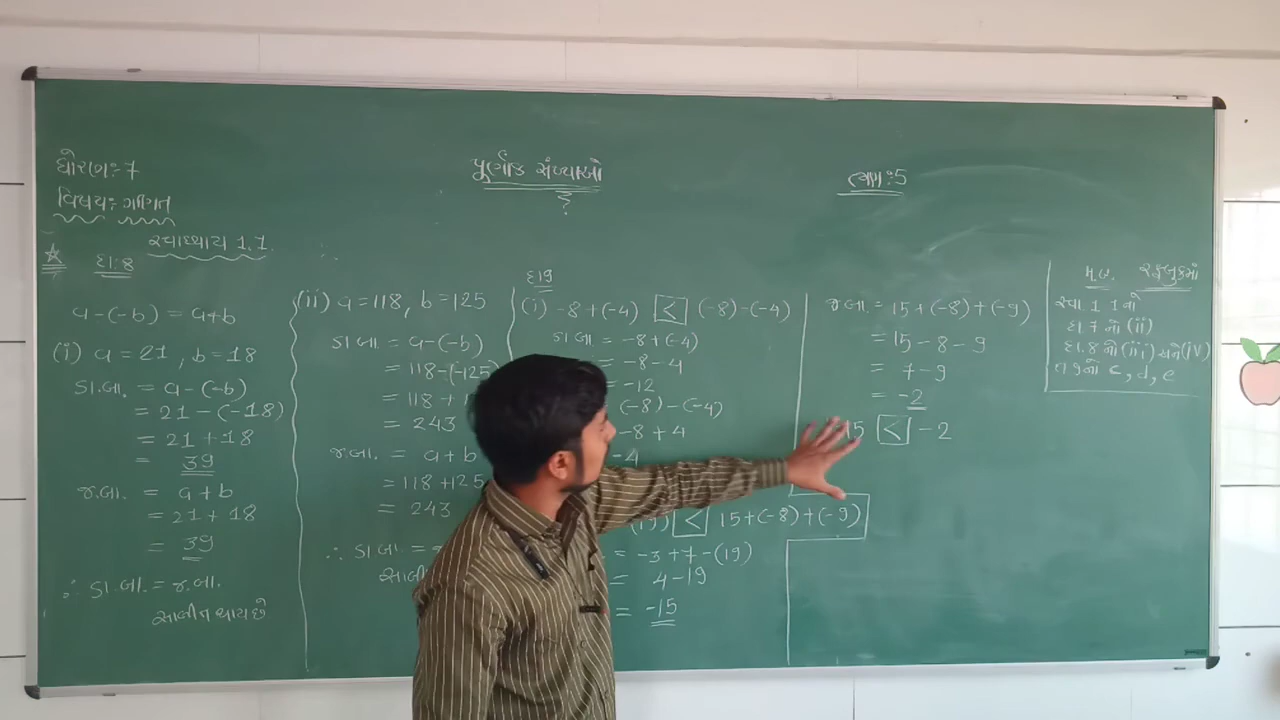 ધોરણ:-7
વિષય:- ગણિત
પૂર્ણાંક સંખ્યાઓ
સ્વાધ્યાય 1.1
દા:8
a-(-b) = a+b
(i) a=21, b=18
ડા.બા. = a-(-b)
= 21-(-18)
= 21+18
= 39
જ.બા. = a+b
= 21+18
= 39
∴ ડા.બા. = જ.બા.
સાબીત થાય છે
(ii) a=118, b=125
ડા બા = a-(-b)
= 118-(-125)
= 118+1
= 243
જ.બા. = a+b
= 118+125
= 243
∴ ડા બા =
સાબી
દા9
(i) -8+(-4) < (-8)-(-4)
ડા બા = -8+(-4)
= -8-4
= -12
(-8)-(-4)
-8+4
-4
(19) < 15+(-8)+(-9)
= -3+7-(19)
= 4-19
= -15
જ બા = 15+(-8)+(-9)
= 15-8-9
= 7-9
= -2
15 < -2
સ્વા. 1.1 નો
દા.7 નો (ii)
દા.8 નો (iii) અને (iv)
c, d, e